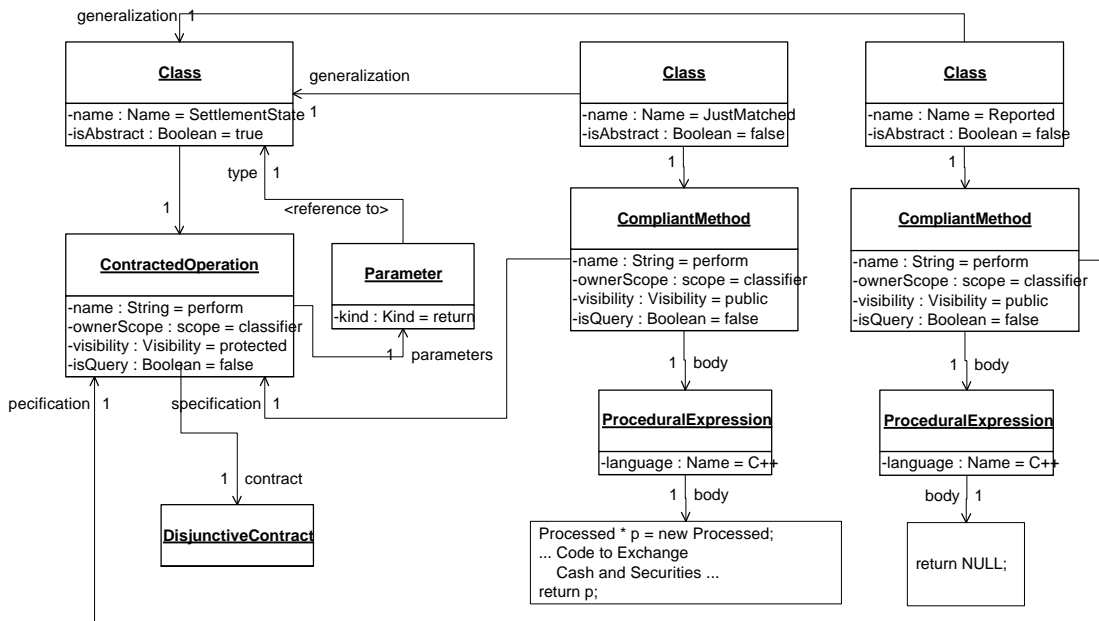 generalization 1
Class
-name : Name = SettlementState
-isAbstract : Boolean = true
generalization
1
Class
-name : Name = JustMatched
-isAbstract : Boolean = false
Class
-name : Name = Reported
-isAbstract : Boolean = false
1
type 1
<reference to>
1
1
ContractedOperation
-name : String = perform
-ownerScope : scope = classifier
-visibility : Visibility = protected
-isQuery : Boolean = false
Parameter
-kind : Kind = return
1 parameters
CompliantMethod
-name : String = perform
-ownerScope : scope = classifier
-visibility : Visibility = public
-isQuery : Boolean = false
CompliantMethod
-name : String = perform
-ownerScope : scope = classifier
-visibility : Visibility = public
-isQuery : Boolean = false
pecification 1
specification 1
1 body
1 body
1 contract
DisjunctiveContract
ProceduralExpression
-language : Name = C++
ProceduralExpression
-language : Name = C++
1 body
body 1
Processed * p = new Processed;
... Code to Exchange
Cash and Securities ...
return p;
return NULL;